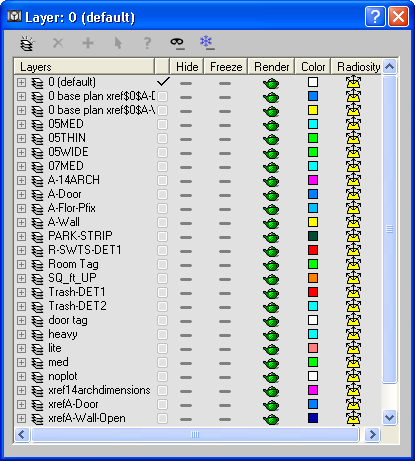 Layer: 0 (default)
Layers Hide Freeze Render Color Radiosity
0 (default)
0 base plan xref$0$A-D
0 base plan xref$0$A-\
05MED
05THIN
05WIDE
07MED
A-14ARCH
A-Door
A-Flor-Pfix
A-Wall
PARK-STRIP
R-SWTS-DET1
Room Tag
SQ_ft_UP
Trash-DET1
Trash-DET2
door tag
heavy
lite
med
noplot
xref14archdimensions
xrefA-Door
xrefA-Wall-Open